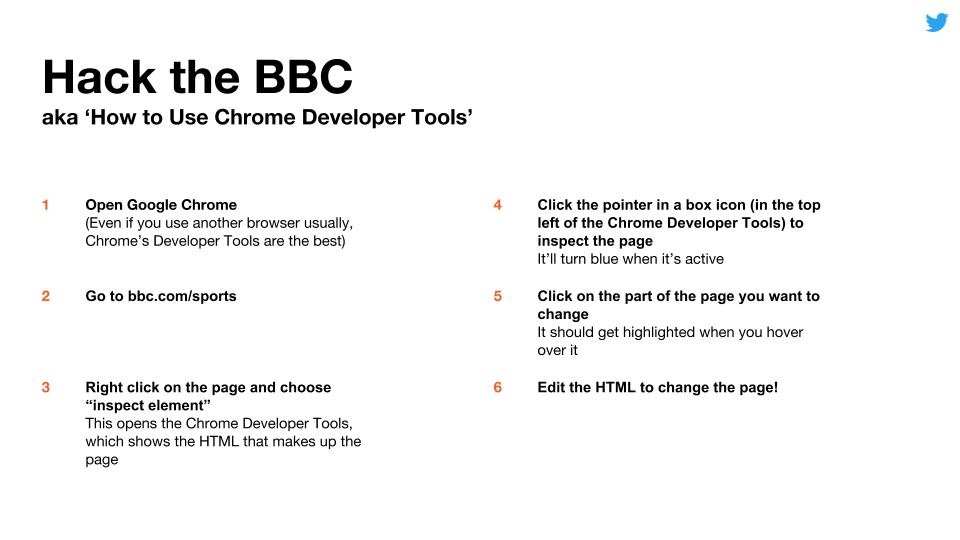 Hack the BBC
aka ‘How to Use Chrome Developer Tools’
1
Open Google Chrome
(Even if you use another browser usually,
Chrome’s Developer Tools are the best)
2
Go to bbc.com/sports
3
Right click on the page and choose
“inspect element”
This opens the Chrome Developer Tools,
which shows the HTML that makes up the
page
4
Click the pointer in a box icon (in the top
left of the Chrome Developer Tools) to
inspect the page
It’ll turn blue when it’s active
5
Click on the part of the page you want to
change
It should get highlighted when you hover
over it
6
Edit the HTML to change the page!